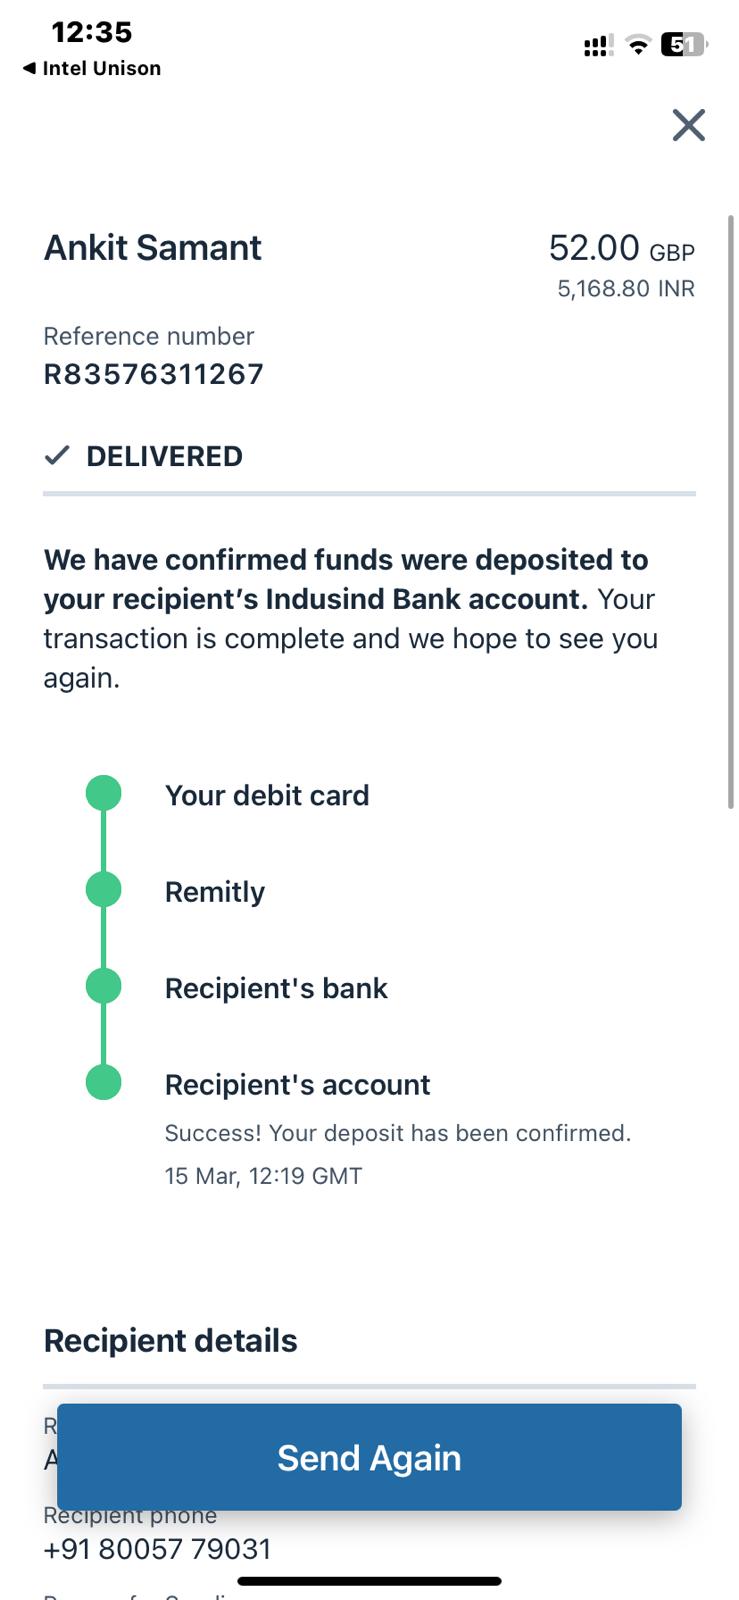 12:35
51
◀ Intel Unison
Ankit Samant
52.00 GBP
5,168.80 INR
Reference number
R83576311267
DELIVERED
We have confirmed funds were deposited to
your recipient’s Indusind Bank account. Your
transaction is complete and we hope to see you
again.
Your debit card
Remitly
Recipient's bank
Recipient's account
Success! Your deposit has been confirmed.
15 Mar, 12:19 GMT
Recipient details
Send Again
Recipient phone
+91 80057 79031